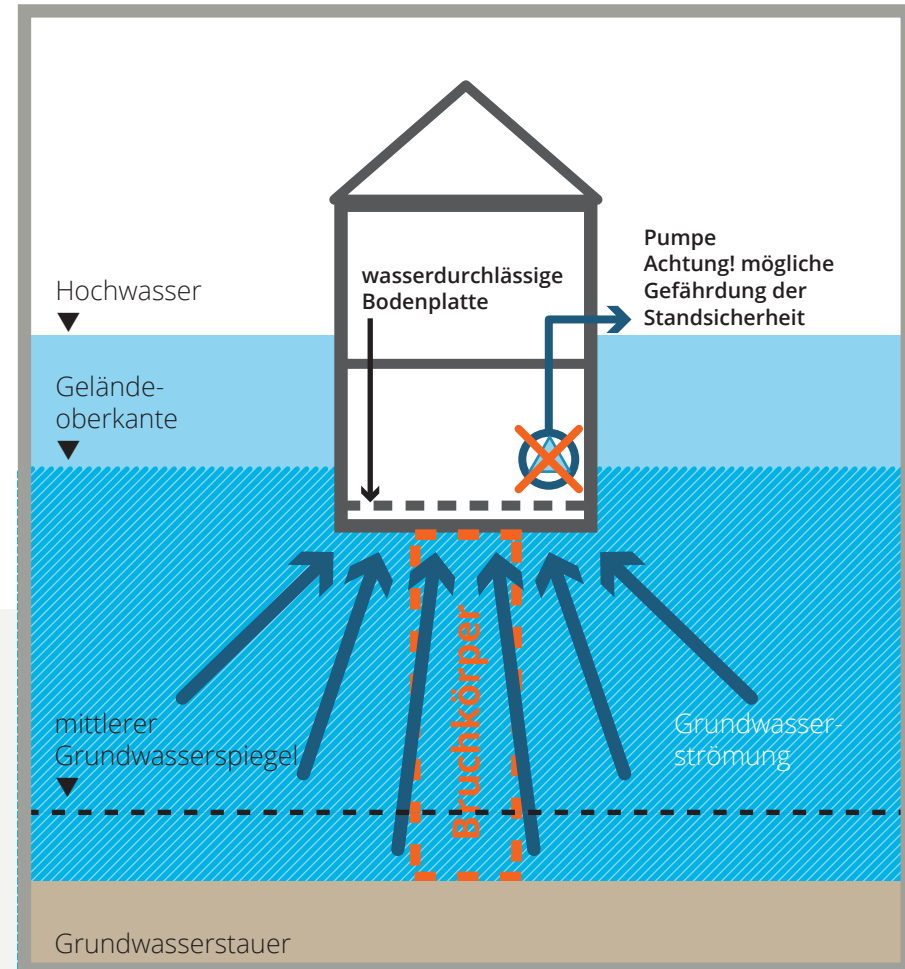 Pumpe
Achtung! mögliche
Gefährdung der
Standsicherheit
wasserdurchlässige
Bodenplatte
Hochwasser
Gelände-
oberkante
Bruchkörper
mittlerer
Grundwasserspiegel
Grundwasser-
strömung
Grundwasserstauer